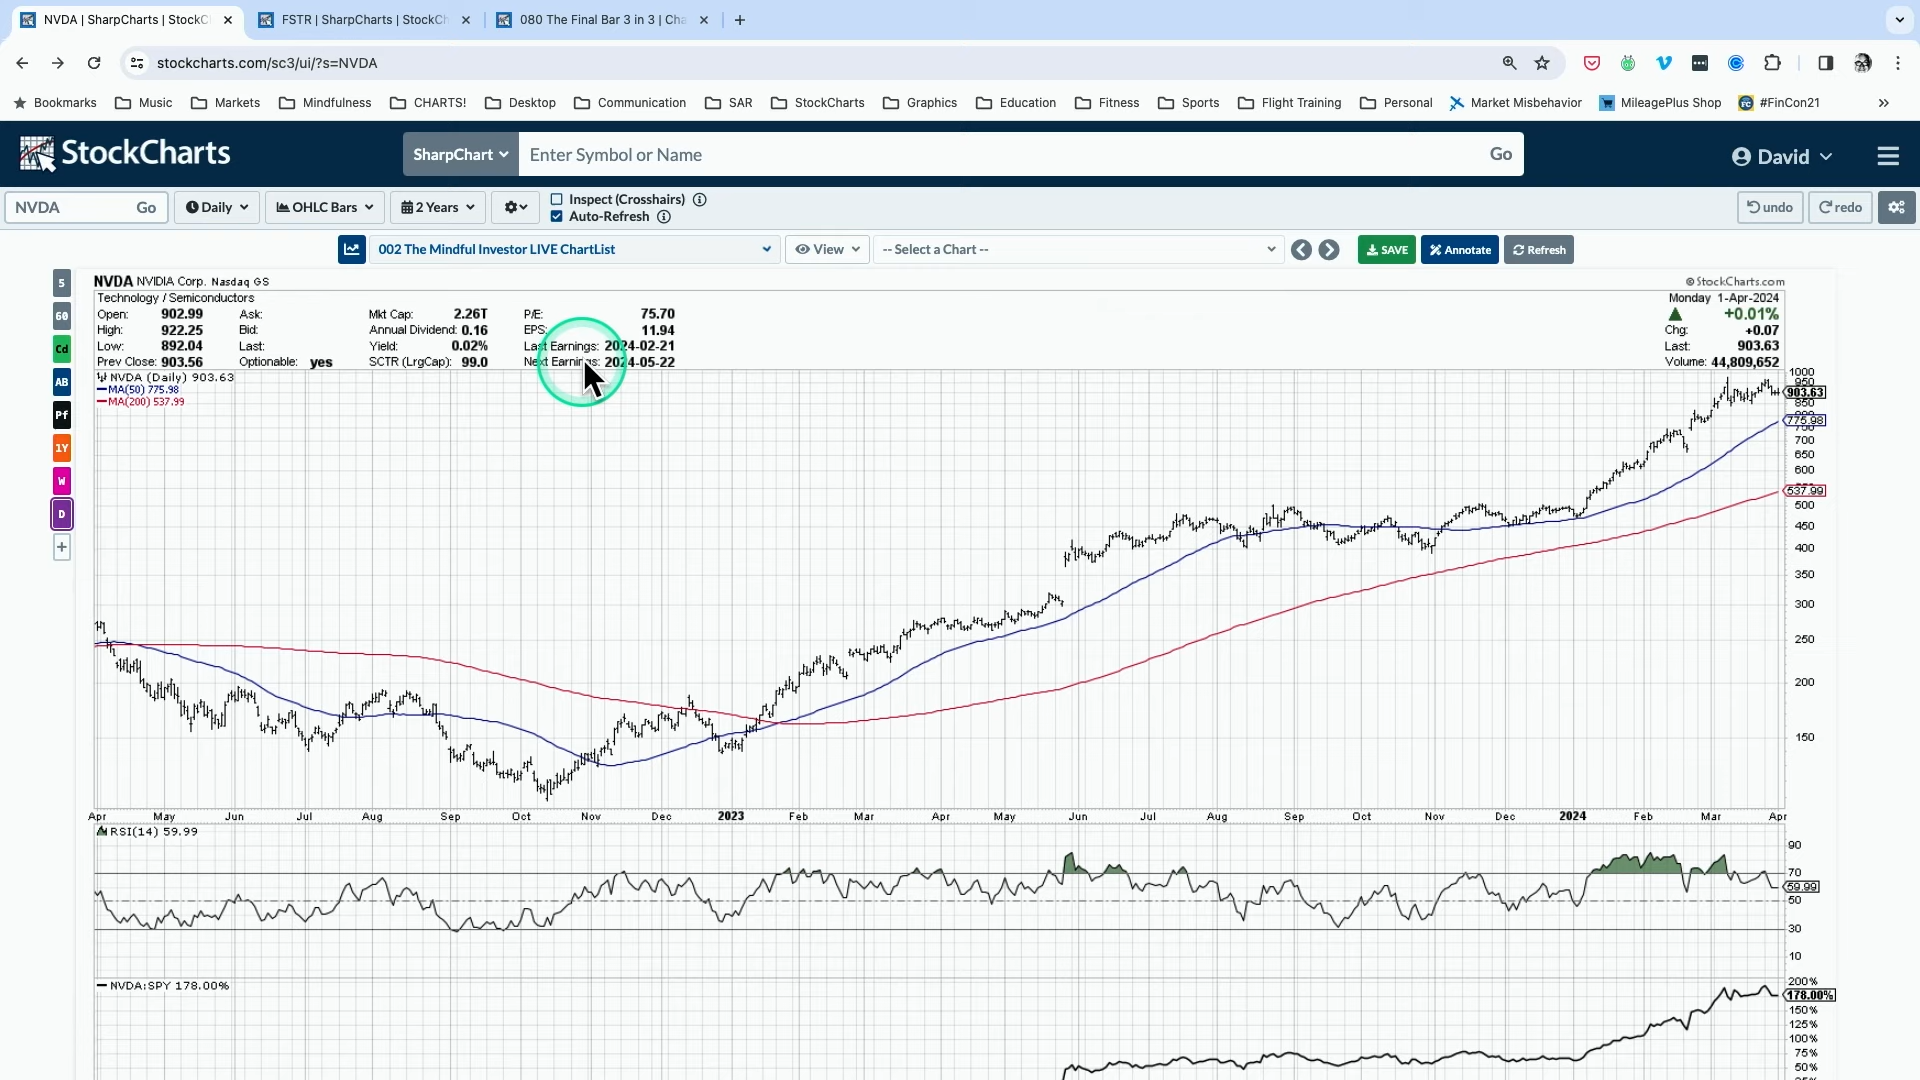 NVDA | SharpCharts | StockC
FSTR | SharpCharts | StockCh
080 The Final Bar 3 in 3 | Cha
stockcharts.com/sc3/ui/?s=NVDA
Bookmarks Music Markets Mindfulness CHARTS! Desktop Communication SAR StockCharts Graphics Education Fitness Sports Flight Training Personal Market Misbehavior MileagePlus Shop #FinCon21 »
StockCharts SharpChart Enter Symbol or Name Go David
NVDA Go Daily OHLC Bars 2 Years Inspect (Crosshairs) undo redo
Auto-Refresh
002 The Mindful Investor LIVE ChartList View -- Select a Chart -- SAVE Annotate Refresh
5
60
Cd
AB
Pf
1Y
W
D
+
NVDA NVIDIA Corp. Nasdaq GS © StockCharts.com
Technology / Semiconductors Monday 1-Apr-2024
Open: 902.99 Ask: Mkt Cap: 2.26T P/E: 75.70 +0.01%
High: 922.25 Bid: Annual Dividend: 0.16 EPS: 11.94 Chg: +0.07
Low: 892.04 Last: Yield: 0.02% Last Earnings: 2024-02-21 Last: 903.63
Prev Close: 903.56 Optionable: yes SCTR (LrgCap): 99.0 Next Earnings: 2024-05-22 Volume: 44,809,652
NVDA (Daily) 903.63
MA(50) 775.98
MA(200) 537.99
1000
950
903.63
850
775.98
750
700
650
600
537.99
500
450
400
350
300
250
200
150
Apr May Jun Jul Aug Sep Oct Nov Dec 2023 Feb Mar Apr May Jun Jul Aug Sep Oct Nov Dec 2024 Feb Mar Apr
RSI(14) 59.99
90
70
59.99
50
30
10
NVDA:SPY 178.00%
200%
178.00%
150%
125%
100%
75%
50%